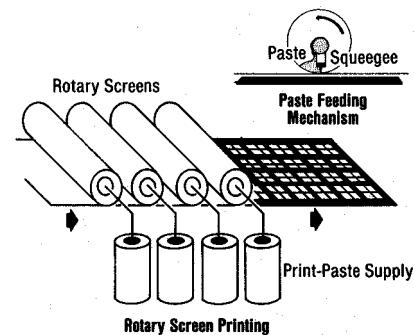 Paste
Squeegee
Paste Feeding
Mechanism
Rotary Screens
Print-Paste Supply
Rotary Screen Printing